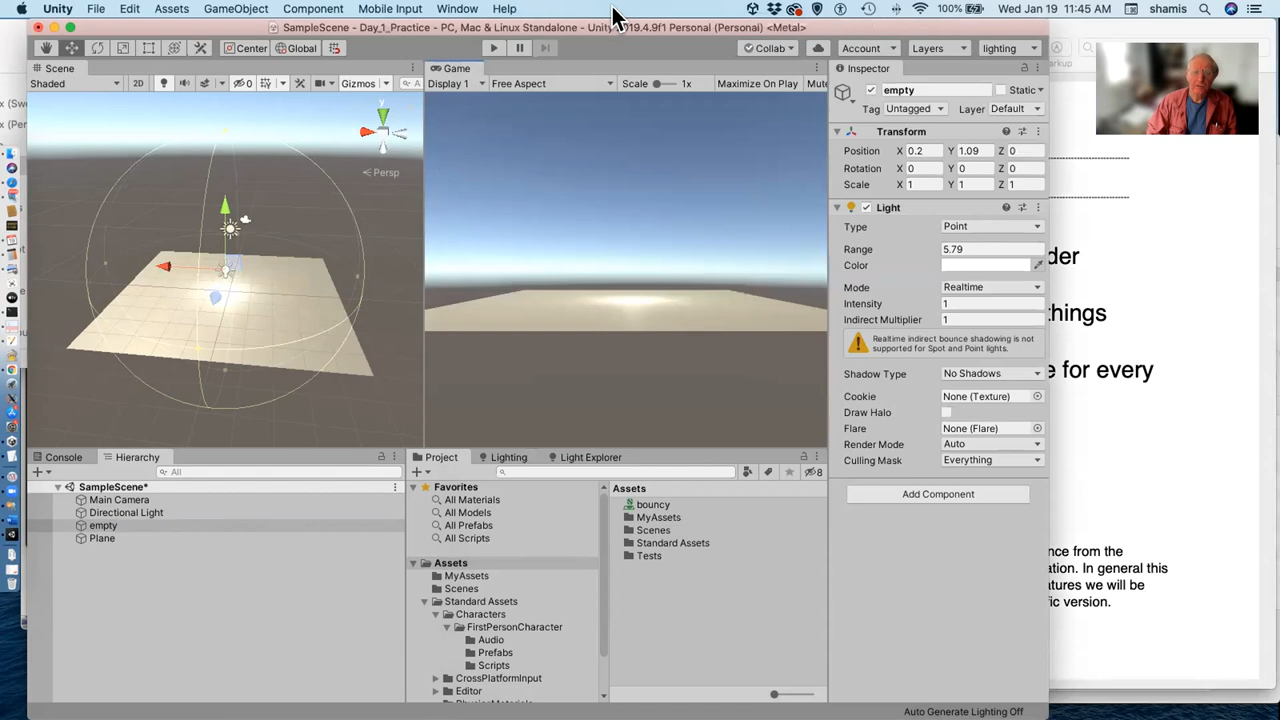 Unity File Edit Assets GameObject Component Mobile Input Window Help 100% Wed Jan 19 11:45 AM shamis
SampleScene - Day_1_Practice - PC, Mac & Linux Standalone - Unity 2019.4.9f1 Personal (Personal) <Metal>
Center Global Collab Account Layers lighting
Scene Game Inspector
Shaded 2D 0 Gizmos A Display 1 Free Aspect Scale 1x Maximize On Play Mute
empty Static
Tag Untagged Layer Default
Transform
Position X 0.2 Y 1.09 Z 0
Rotation X 0 Y 0 Z 0
Scale X 1 Y 1 Z 1
y
Persp
Light
Type Point
Range 5.79
Color
Mode Realtime
Intensity 1
Indirect Multiplier 1
Realtime indirect bounce shadowing is not
supported for Spot and Point lights.
Shadow Type No Shadows
Cookie None (Texture)
Draw Halo
Flare None (Flare)
Render Mode Auto
Culling Mask Everything
Add Component
Console Hierarchy
All
SampleScene*
Main Camera
Directional Light
empty
Plane
Project Lighting Light Explorer
8
Favorites
All Materials
All Models
All Prefabs
All Scripts
Assets
MyAssets
Scenes
Standard Assets
Characters
FirstPersonCharacter
Audio
Prefabs
Scripts
CrossPlatformInput
Editor
Assets
bouncy
MyAssets
Scenes
Standard Assets
Tests
Auto Generate Lighting Off
der
things
e for every
nce from the
ation. In general this
atures we will be
fic version.